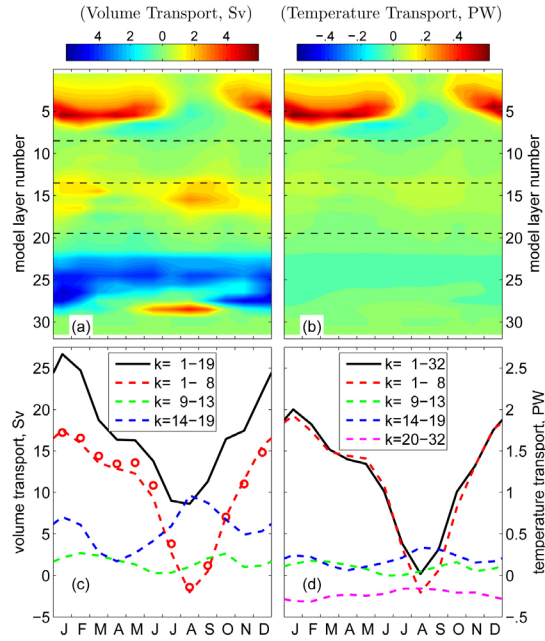 (Volume Transport, Sv) (Temperature Transport, PW)
4 2 0 2 4 −.4 −.2 0 .2 .4
model layer number
5
10
15
20
25
30
(a)
(b)
5
10
15
20
25
30
model layer number
volume transport, Sv
25
20
15
10
5
0
−5
k= 1−19
k= 1− 8
k= 9−13
k=14−19
(c)
J F M A M J J A S O N D
k= 1−32
k= 1− 8
k= 9−13
k=14−19
k=20−32
(d)
J F M A M J J A S O N D
2.5
2
1.5
1
0.5
0
−0.5
temperature transport, PW